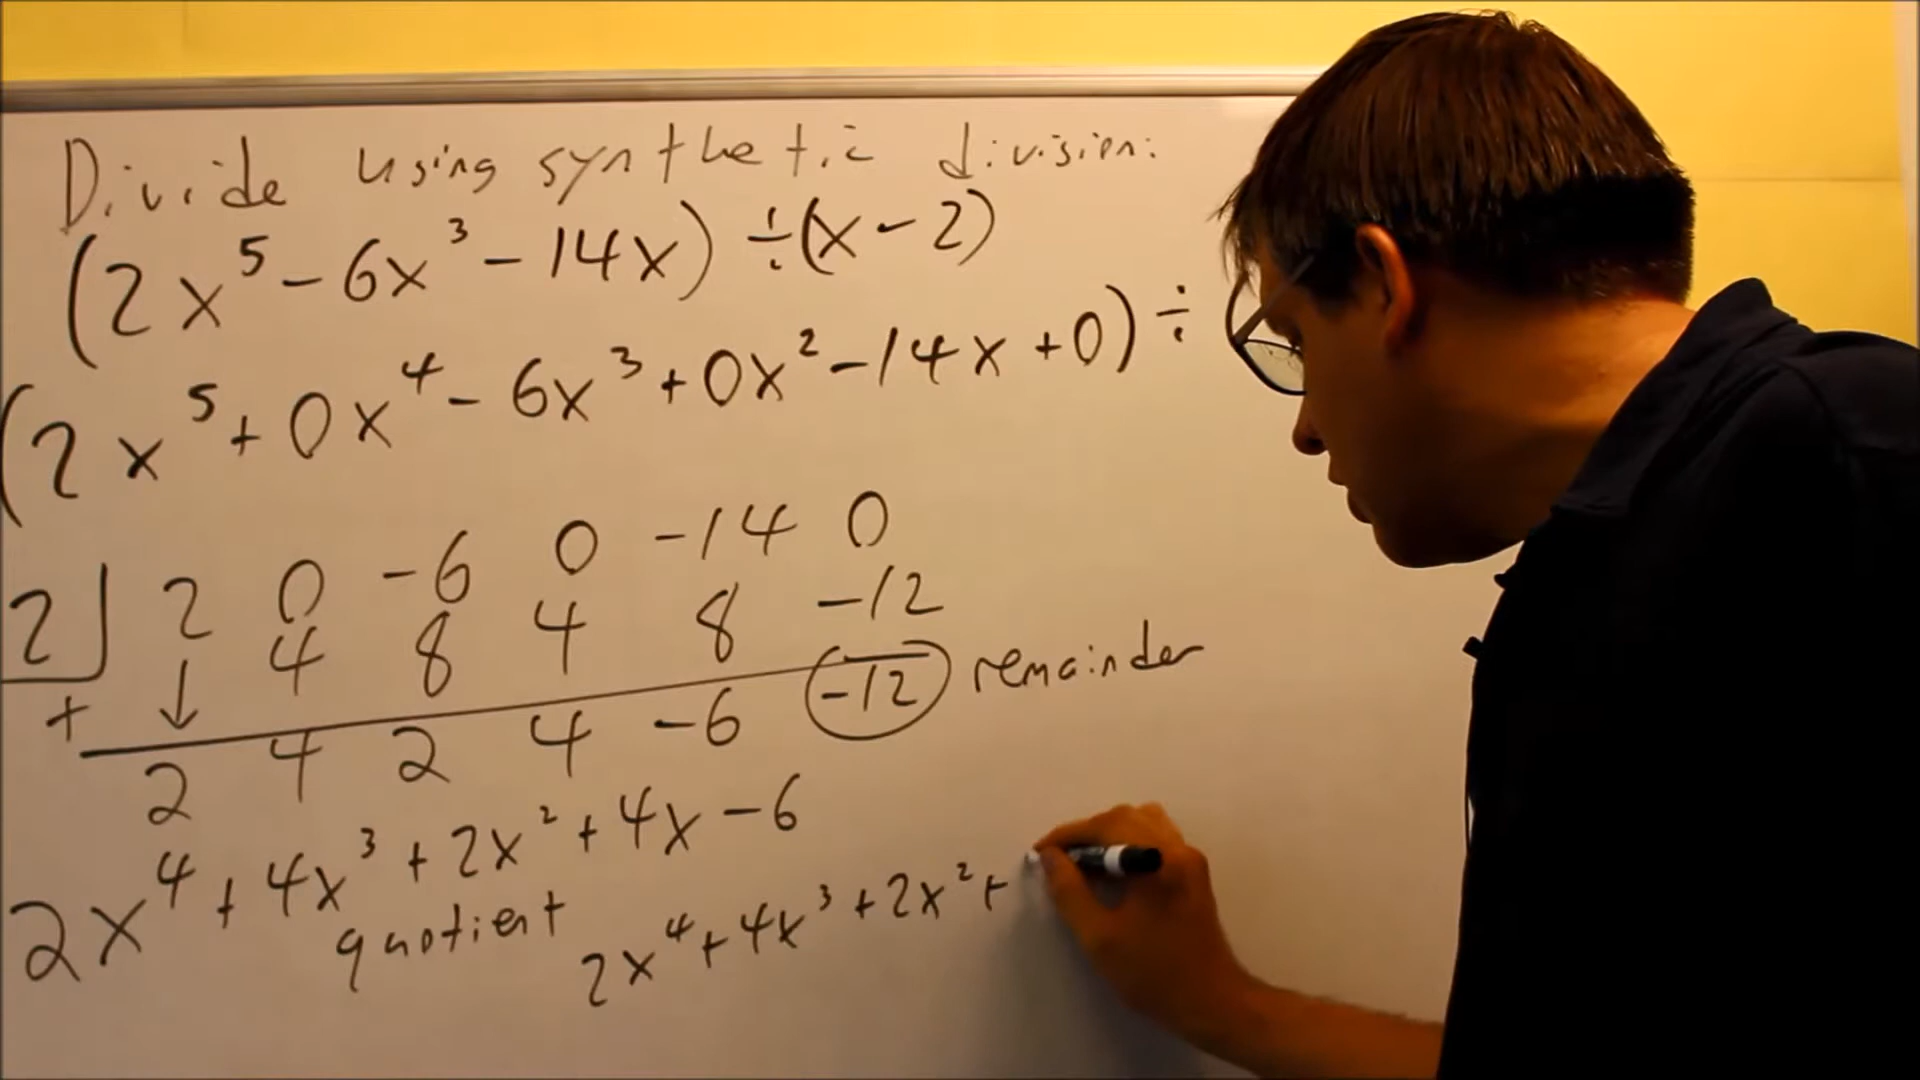 Divide using synthetic division:
(2x⁵ - 6x³ - 14x) ÷ (x - 2)
(2x⁵ + 0x⁴ - 6x³ + 0x² - 14x + 0) ÷ (
2 0 -6 0 -14 0
2 4 8 4 8 -12
+ ↓
2 4 2 4 -6 -12 remainder
2x⁴ + 4x³ + 2x² + 4x - 6
quotient
2x⁴ + 4x³ + 2x² +